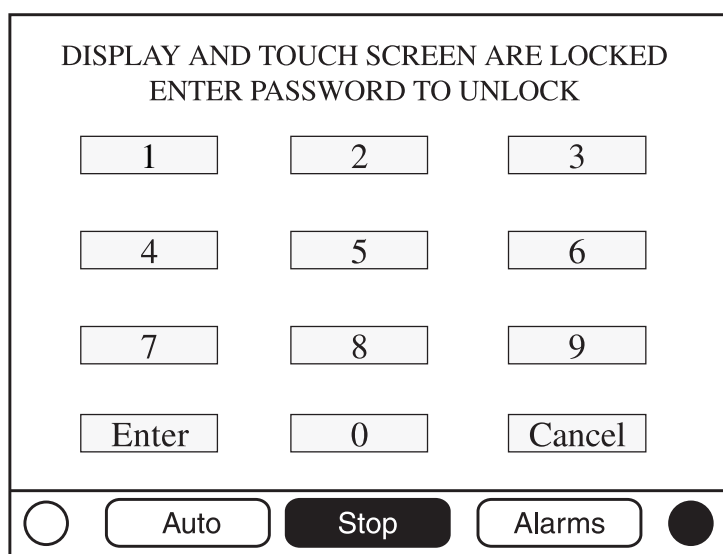 DISPLAY AND TOUCH SCREEN ARE LOCKED
ENTER PASSWORD TO UNLOCK
1 2 3
4 5 6
7 8 9
Enter 0 Cancel
Auto Stop Alarms